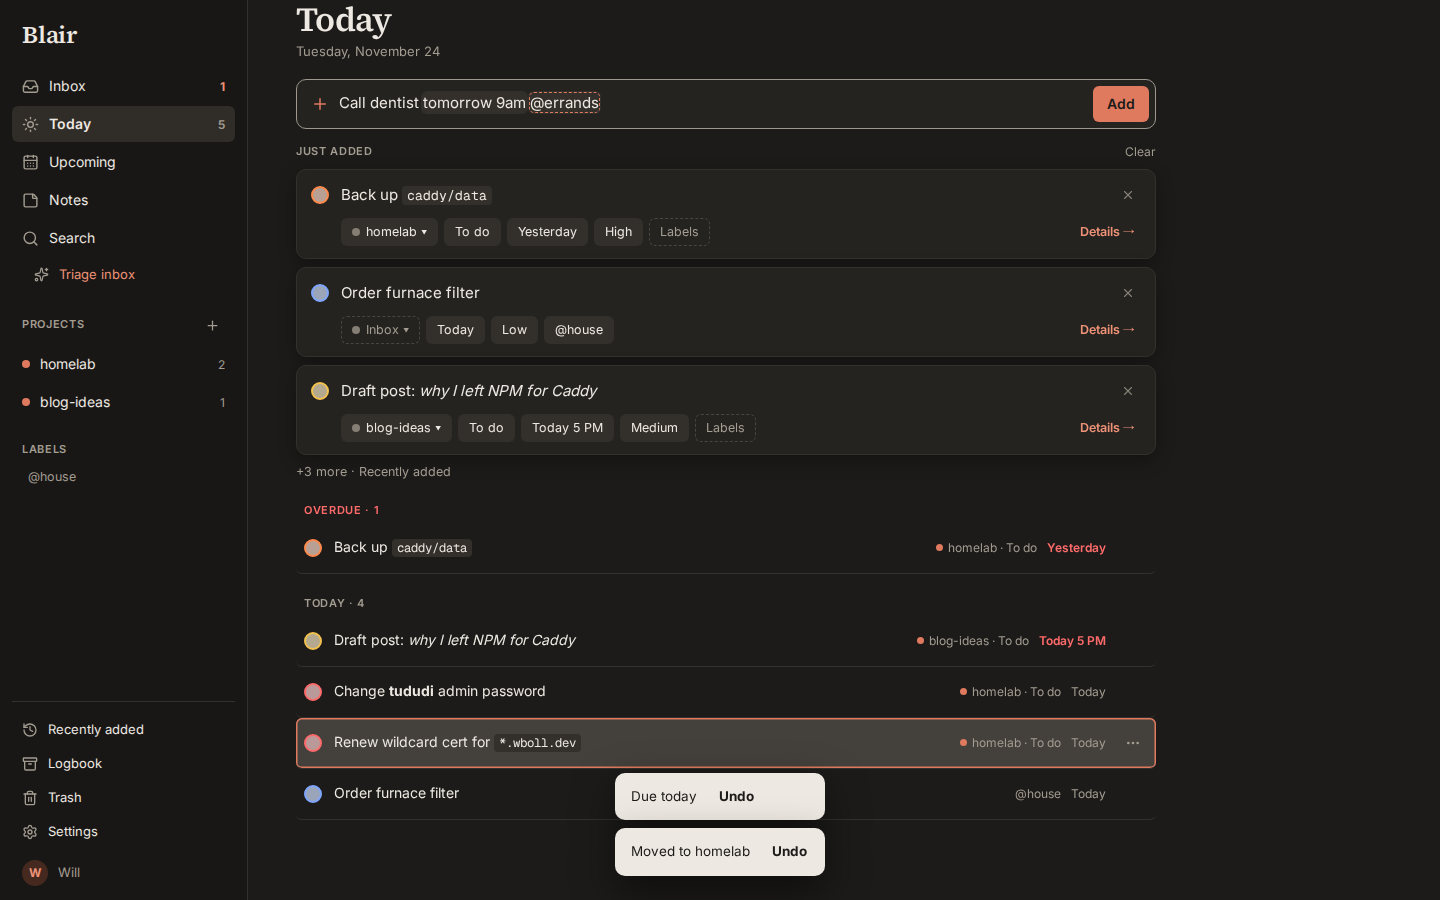 Blair
Inbox 1
Today 5
Upcoming
Notes
Search
Triage inbox
PROJECTS
homelab 2
blog-ideas 1
LABELS
@house
Recently added
Logbook
Trash
Settings
W Will
Today
Tuesday, November 24
Call dentist tomorrow 9am @errands Add
JUST ADDED Clear
Back up caddy/data
homelab To do Yesterday High Labels Details →
Order furnace filter
Inbox Today Low @house Details →
Draft post: why I left NPM for Caddy
blog-ideas To do Today 5 PM Medium Labels Details →
+3 more · Recently added
OVERDUE · 1
Back up caddy/data homelab · To do Yesterday
TODAY · 4
Draft post: why I left NPM for Caddy blog-ideas · To do Today 5 PM
Change tududi admin password homelab · To do Today
Renew wildcard cert for *.wboll.dev homelab · To do Today
Order furnace filter @house Today
Due today Undo
Moved to homelab Undo